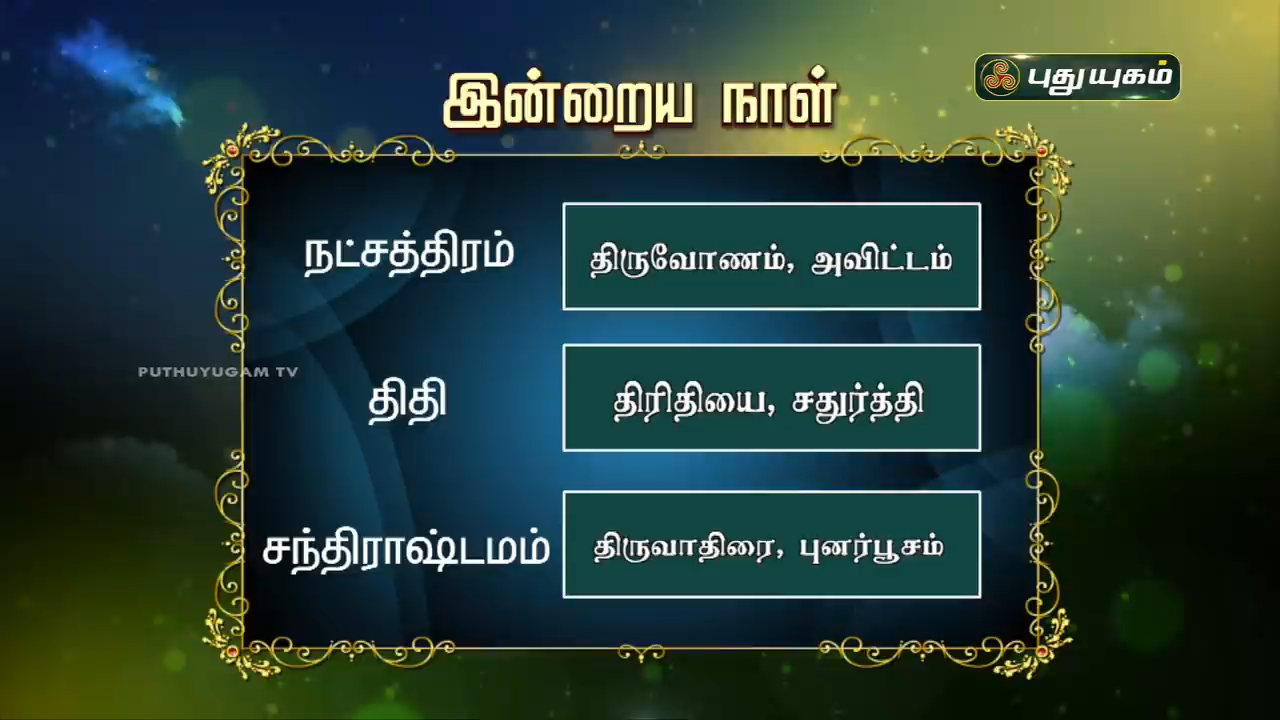 இன்றைய நாள்
புதுயுகம்
நட்சத்திரம்
திருவோணம், அவிட்டம்
PUTHUYUGAM TV
திதி
திரிதியை, சதுர்த்தி
சந்திராஷ்டமம்
திருவாதிரை, புனர்பூசம்